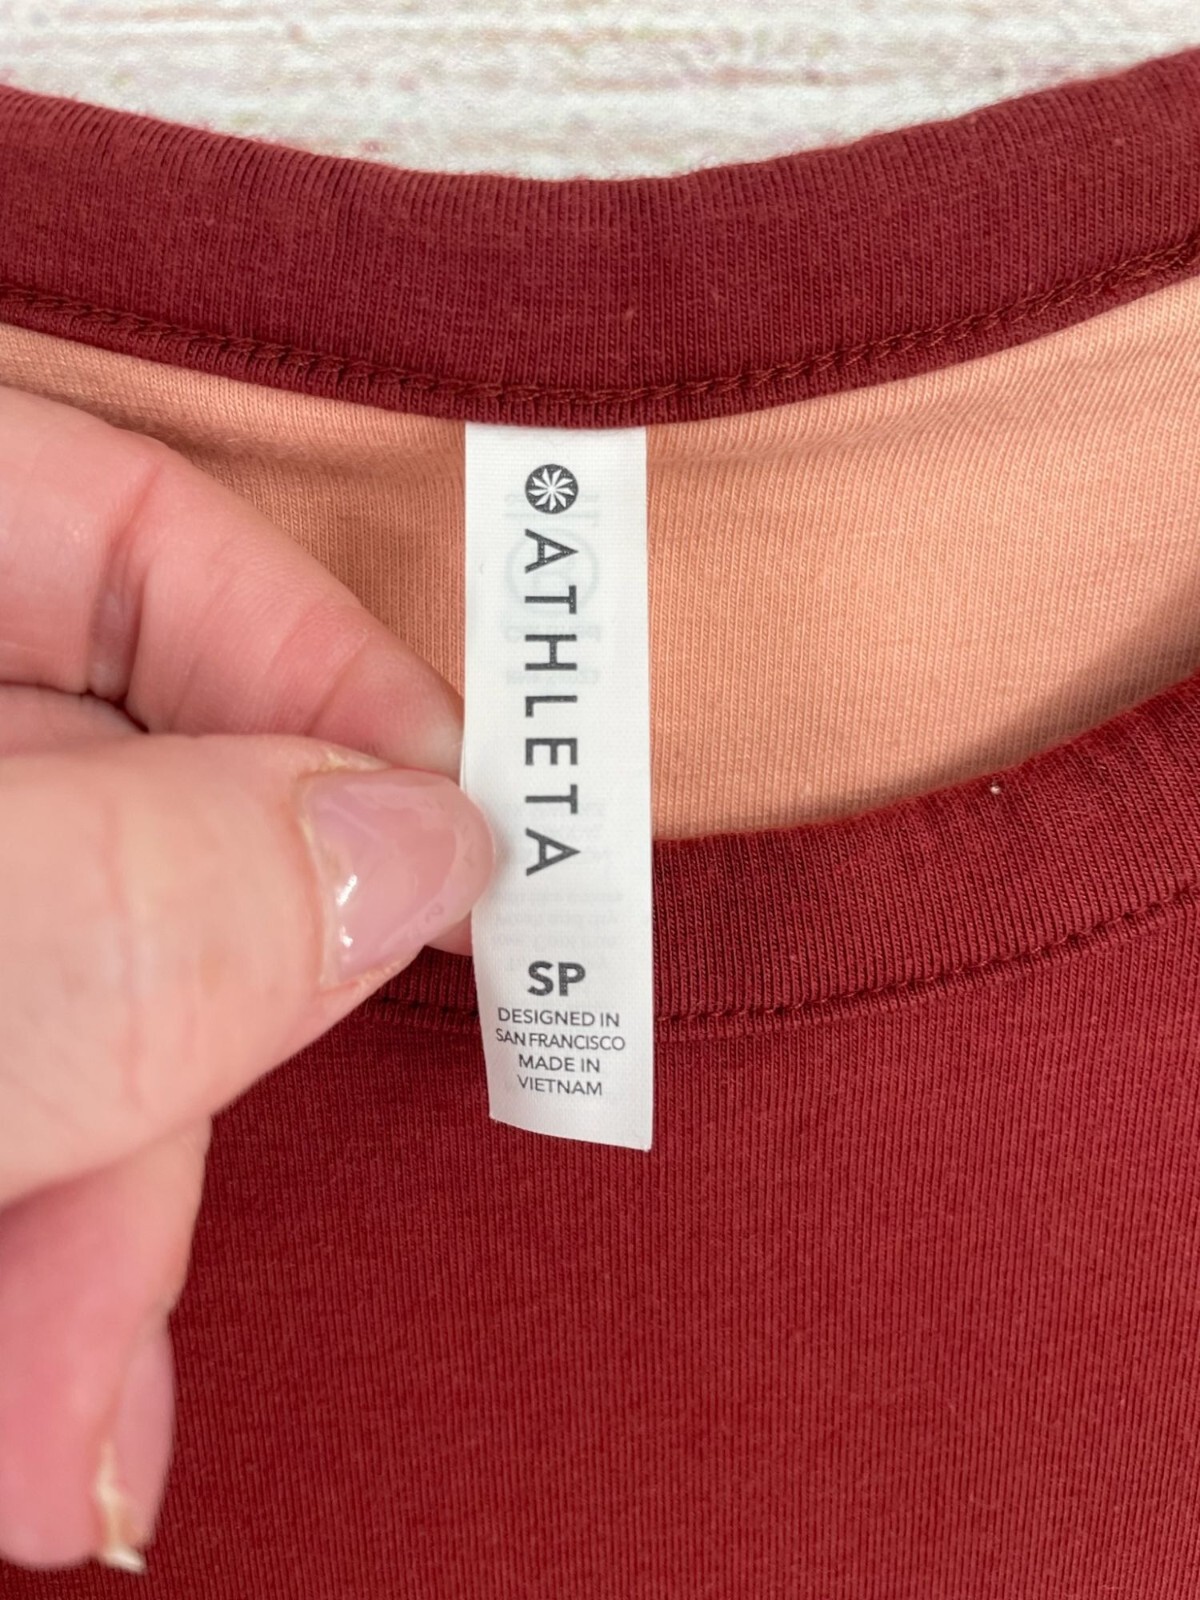 ATHLETA
SP
DESIGNED IN
SAN FRANCISCO
MADE IN
VIETNAM